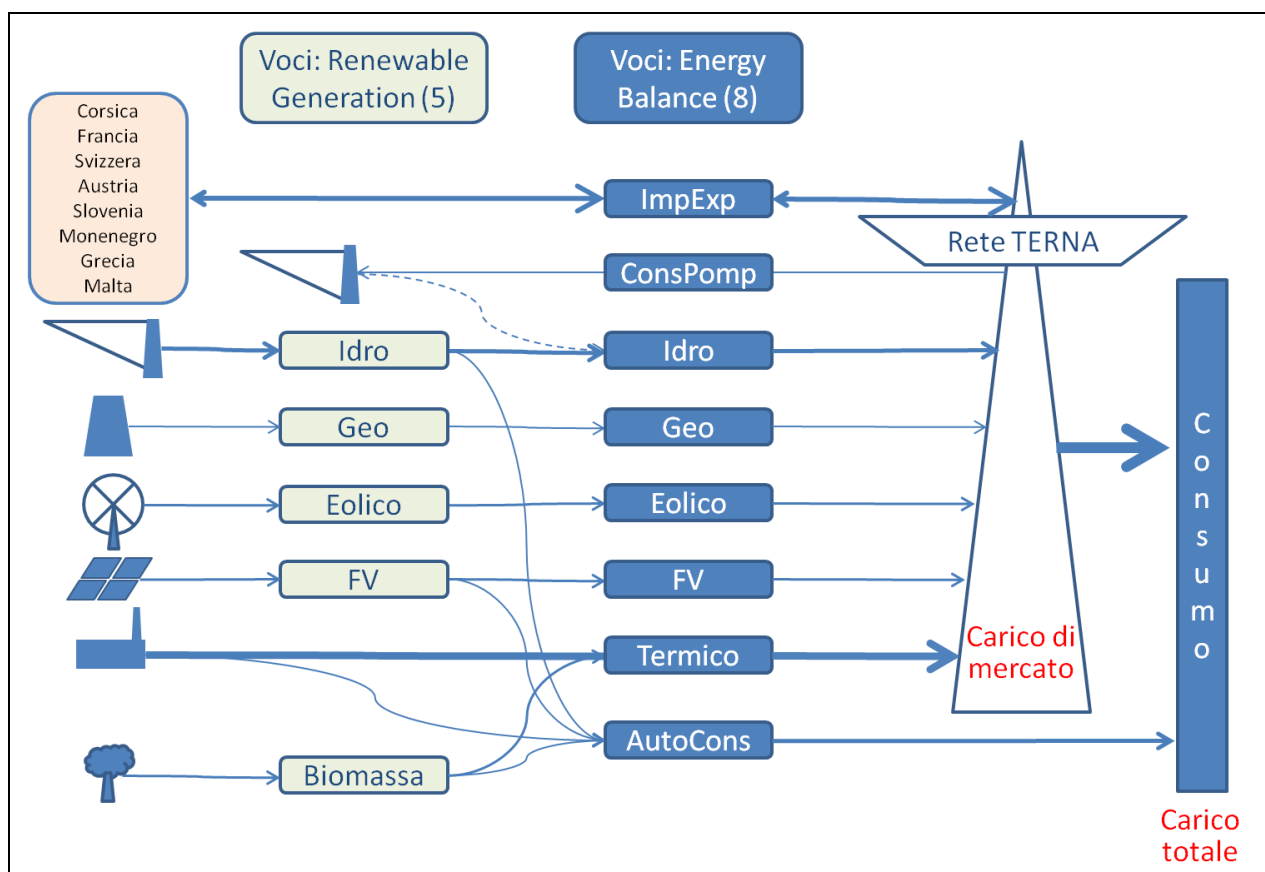 Voci: Renewable
Generation (5)
Voci: Energy
Balance (8)
Corsica
Francia
Svizzera
Austria
Slovenia
Monenegro
Grecia
Malta
ImpExp
Rete TERNA
ConsPomp
Idro
Idro
Geo
Geo
Eolico
Eolico
FV
FV
Termico
Carico di
mercato
AutoCons
Biomassa
Consumo
Carico
totale